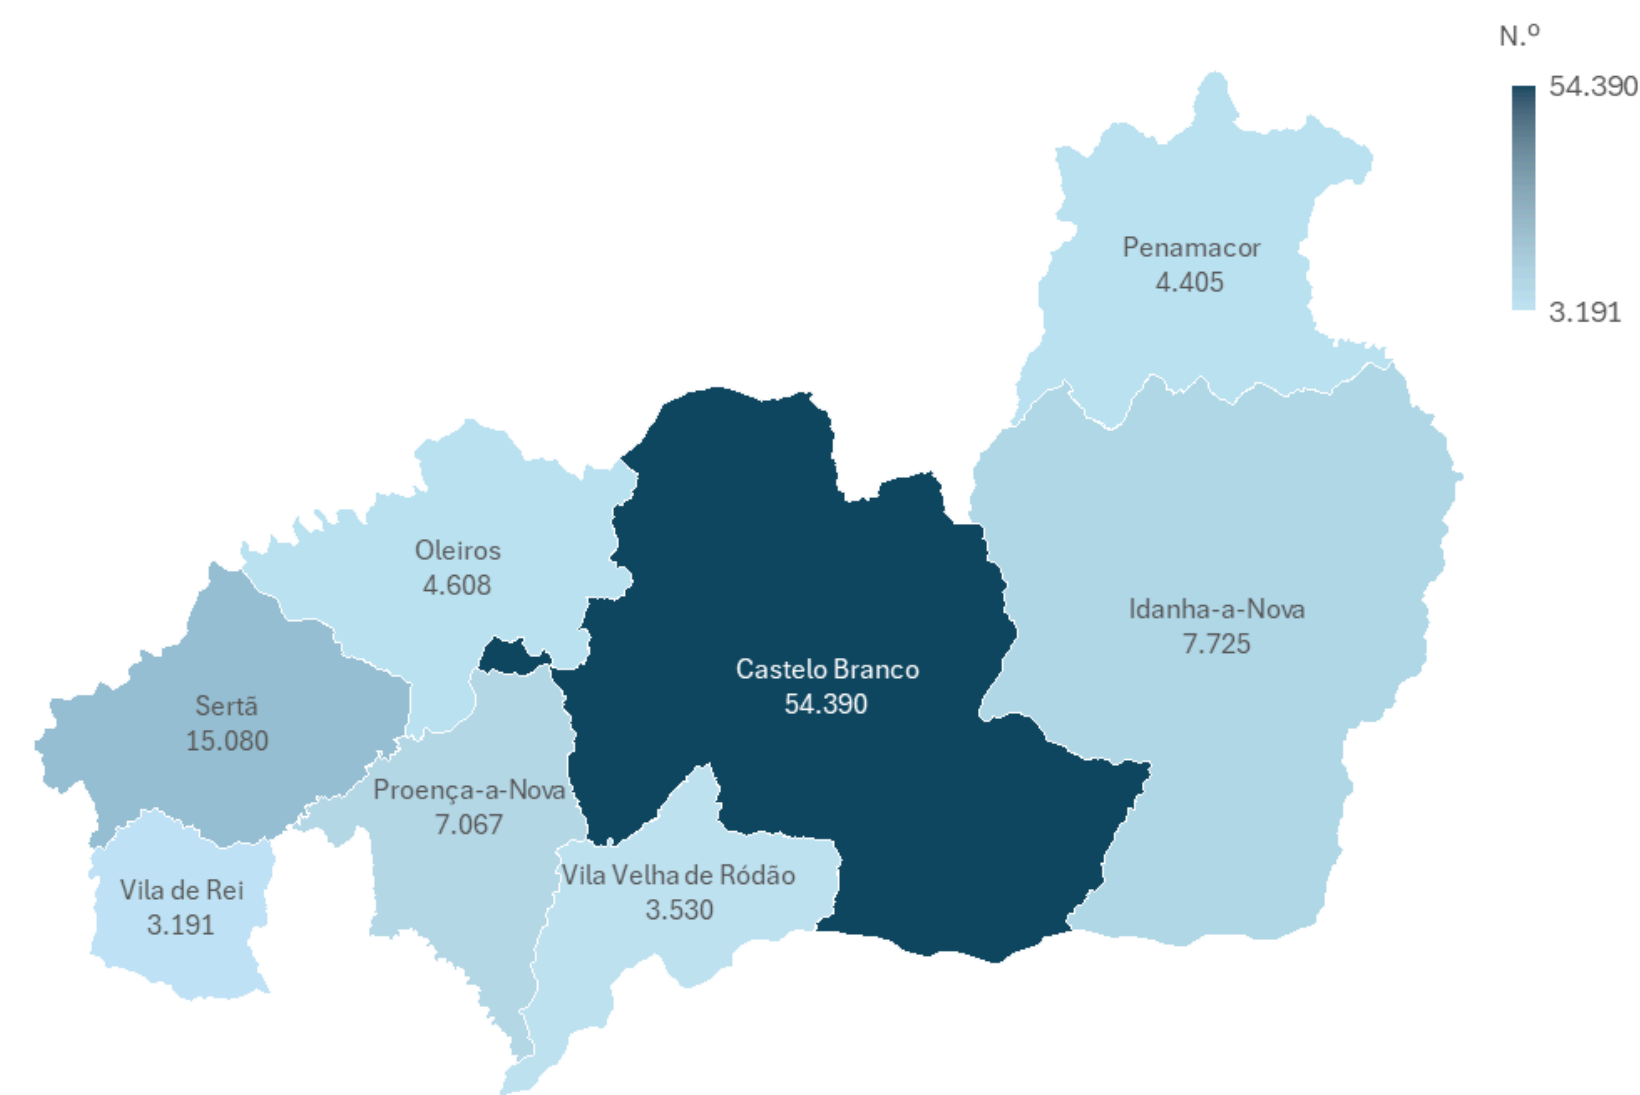 N.º
54.390
3.191
Penamacor
4.405
Oleiros
4.608
Idanha-a-Nova
7.725
Castelo Branco
54.390
Sertã
15.080
Proença-a-Nova
7.067
Vila Velha de Ródão
3.530
Vila de Rei
3.191